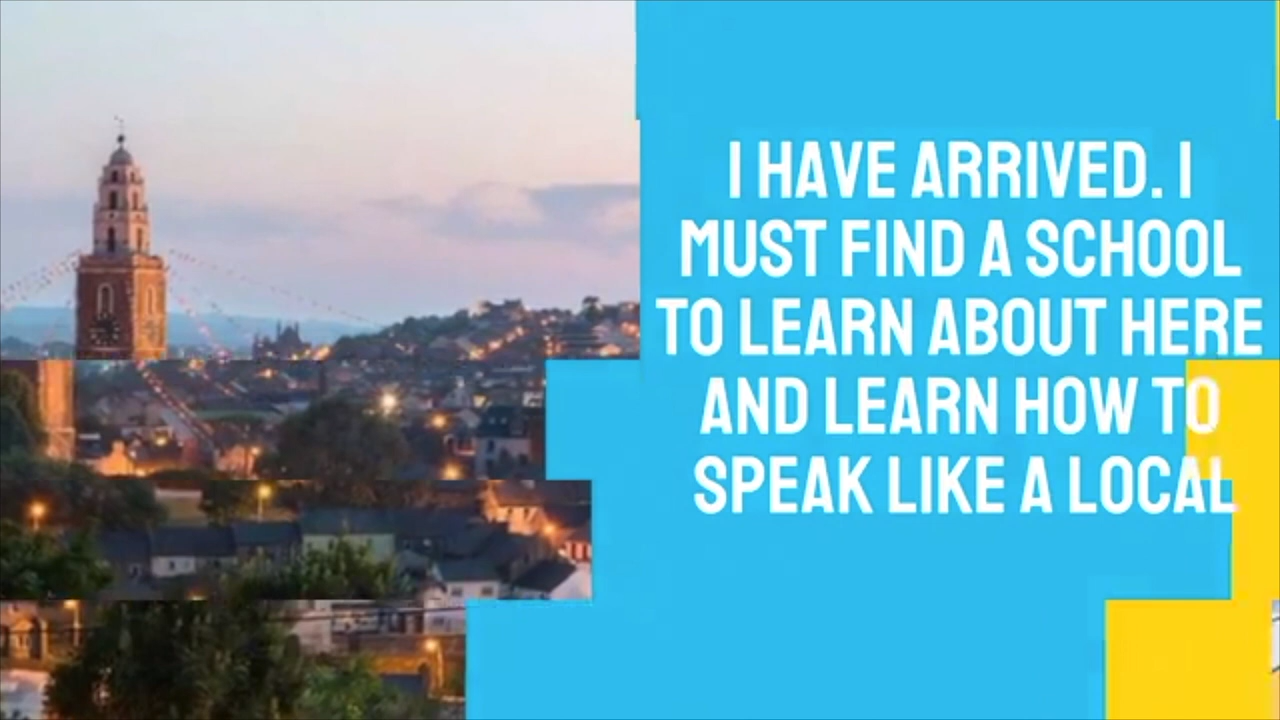 I HAVE ARRIVED. I
MUST FIND A SCHOOL
TO LEARN ABOUT HERE
AND LEARN HOW TO
SPEAK LIKE A LOCAL